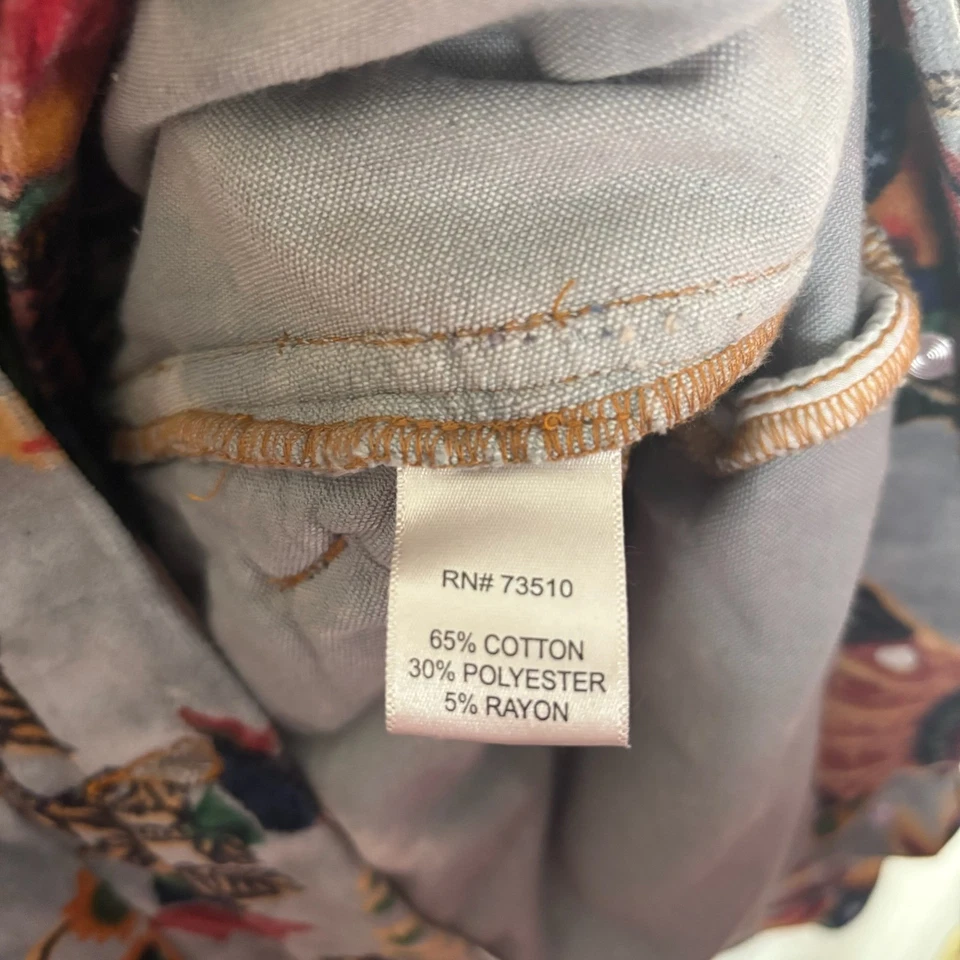 RN# 73510
65% COTTON
30% POLYESTER
5% RAYON